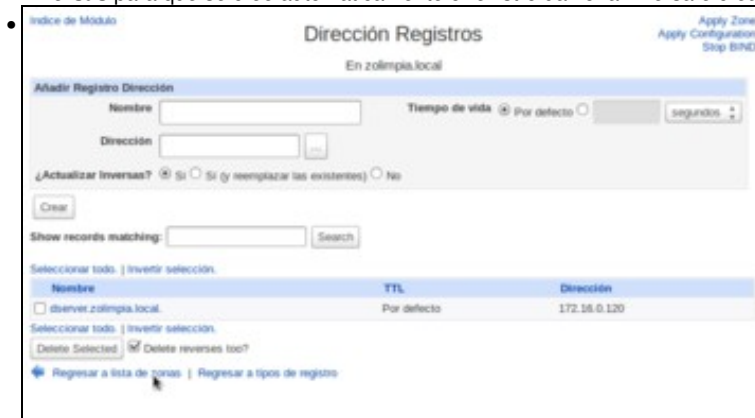 Indice de Módulo
Dirección Registros
Apply Zone
Apply Configuration
Stop BIND
En zolimpia.local
Añadir Registro Dirección
Nombre
Tiempo de vida Por defecto segundos
Dirección ...
¿Actualizar Inversas? Sí Sí (y reemplazar las existentes) No
Crear
Show records matching: Search
Seleccionar todo. | Invertir selección.
Nombre TTL Dirección
dserver.zolimpia.local. Por defecto 172.16.0.120
Seleccionar todo. | Invertir selección.
Delete Selected Delete reverses too?
Regresar a lista de zonas | Regresar a tipos de registro